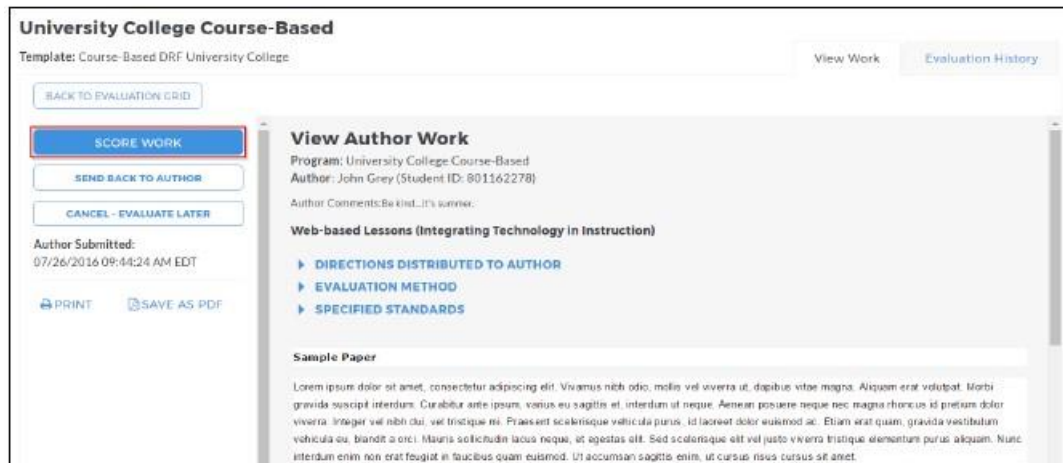 University College Course-Based
Template: Course-Based DRF University College
View Work
Evaluation History
BACK TO EVALUATION GRID
SCORE WORK
SEND BACK TO AUTHOR
CANCEL - EVALUATE LATER
Author Submitted:
07/26/2016 09:44:24 AM EDT
PRINT
SAVE AS PDF
View Author Work
Program: University College Course-Based
Author: John Grey (Student ID: 801162278)
Author Comments:Be kind...it's summer.
Web-based Lessons (Integrating Technology in Instruction)
DIRECTIONS DISTRIBUTED TO AUTHOR
EVALUATION METHOD
SPECIFIED STANDARDS
Sample Paper
Lorem ipsum dolor sit amet, consectetur adipiscing elit. Vivamus nibh odio, mollis vel viverra ut, dapibus vitae magna. Aliquam erat volutpat. Morbi
gravida suscipit interdum. Curabitur ante ipsum, varius eu sagittis et, interdum ut neque. Aenean posuere neque nec magna rhoncus id pretium dolor
viverra. Integer vel nibh dui, vel tristique mi. Praesent scelerisque vehicula purus, id laoreet dolor euismod ac. Etiam erat quam, gravida vestibulum
vehicula eu, blandit a orci. Mauris sollicitudin lacus neque, et egestas elit. Sed scelerisque elit vel justo viverra tristique elementum purus aliquam. Nunc
interdum enim non erat feugiat in faucibus quam euismod. Ut accumsan sagittis enim, ut cursus risus cursus sit amet.